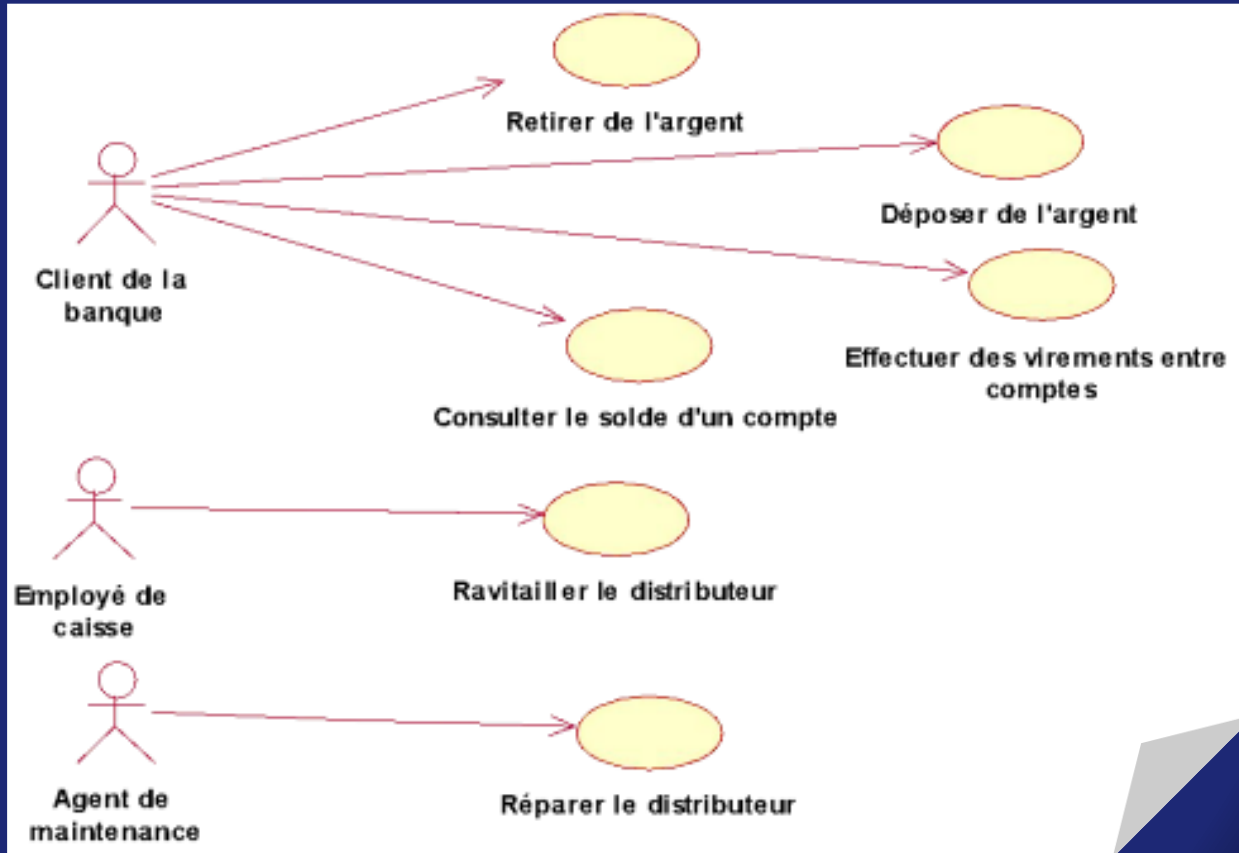 Retirer de l'argent
Déposer de l'argent
Client de la
banque
Effectuer des virements entre
comptes
Consulter le solde d'un compte
Employé de
caisse
Ravitailler le distributeur
Agent de
maintenance
Réparer le distributeur